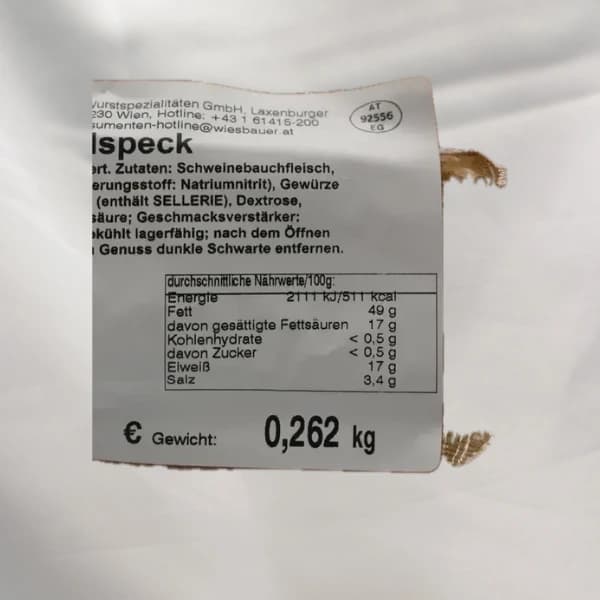 Wurstspezialitäten GmbH, Laxenburger
230 Wien, Hotline: +43 1 61415-200
sumenten-hotline@wiesbauer.at
AT
92556
EG
lspeck
ert. Zutaten: Schweinebauchfleisch,
erungsstoff: Natriumnitrit), Gewürze
(enthält SELLERIE), Dextrose,
säure; Geschmacksverstärker:
kühlt lagerfähig; nach dem Öffnen
Genuss dunkle Schwarte entfernen.
durchschnittliche Nährwerte/100g:
Energie 2111 kJ/511 kcal
Fett 49 g
davon gesättigte Fettsäuren 17 g
Kohlenhydrate < 0,5 g
davon Zucker < 0,5 g
Eiweiß 17 g
Salz 3,4 g
€ Gewicht: 0,262 kg